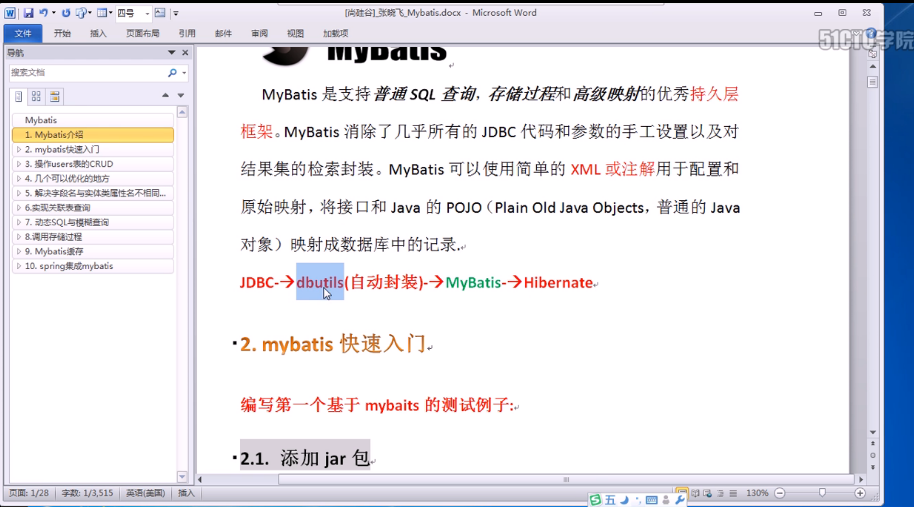 四号
[尚硅谷]_张晓飞_Mybatis.docx - Microsoft Word
文件 开始 插入 页面布局 引用 邮件 审阅 视图 加载项
51CTO学院
导航
搜索文档
Mybatis
1. Mybatis介绍
2. mybatis快速入门
3. 操作users表的CRUD
4. 几个可以优化的地方
5. 解决字段名与实体类属性名不相同...
6.实现关联表查询
7. 动态SQL与模糊查询
8.调用存储过程
9. Mybatis缓存
10. spring集成mybatis
MyBatis
MyBatis 是支持普通 SQL 查询，存储过程和高级映射的优秀持久层
框架。MyBatis 消除了几乎所有的 JDBC 代码和参数的手工设置以及对
结果集的检索封装。MyBatis 可以使用简单的 XML 或注解用于配置和
原始映射，将接口和 Java 的 POJO（Plain Old Java Objects，普通的 Java
对象）映射成数据库中的记录.
JDBC-→dbutils(自动封装)-→MyBatis-→Hibernate
2. mybatis 快速入门
编写第一个基于 mybaits 的测试例子:
2.1. 添加 jar 包
页面: 1/28 字数: 1/3,515 英语(美国) 插入 130%
五